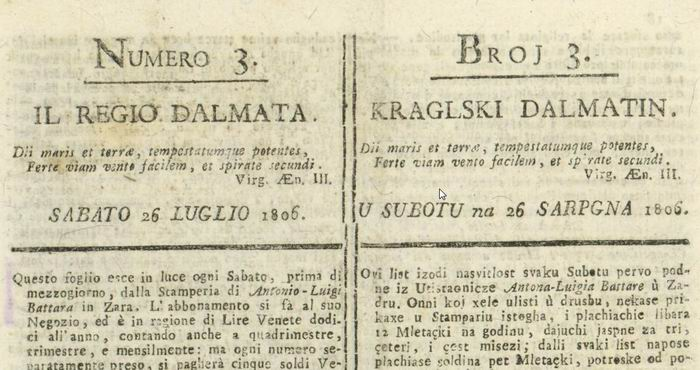 NUMERO 3.
IL REGIO DALMATA.
Dii maris et terræ, tempestatumque potentes,
Ferte viam vento facilem, et spirate secundi.
Virg. Æn. III.
SABATO 26 LUGLIO 1806.
Questo foglio esce in luce ogni Sabato, prima di
mezzogiorno, dalla Stamperia di Antonio-Luigi
Battara in Zara. L'abbonamento si fà al suo
Negozio, ed è in ragione di Lire Venete dodi-
ci all'anno, contando anche a quadrimestre,
trimestre, e mensilmente: ma ogni numero se-
paratamente preso, si pagherà cinque soldi Ve-
BROJ 3.
KRAGLSKI DALMATIN.
Dii maris et terræ, tempestatumque potentes,
Ferte viam vento facilem, et spirate secundi.
Virg. Æn. III.
U SUBOTU na 26 SARPGNA 1806.
Ovi list izodi nasvitlost svaku Subotu pervo pod-
ne iz Utistagnicze Antona-Luigia Battare ù Za-
dru. Onni koj xele ulisti ù drusbu, nekase pri-
kaxe u Stampariu istogha, i plachiachie libara
12 Mletaçki na godinu, dajuchi jaspne za tri,
çeteri, i çest misezi; dalli svaki list napose
plachiase soldina pet Mletaçki, potroske od po-